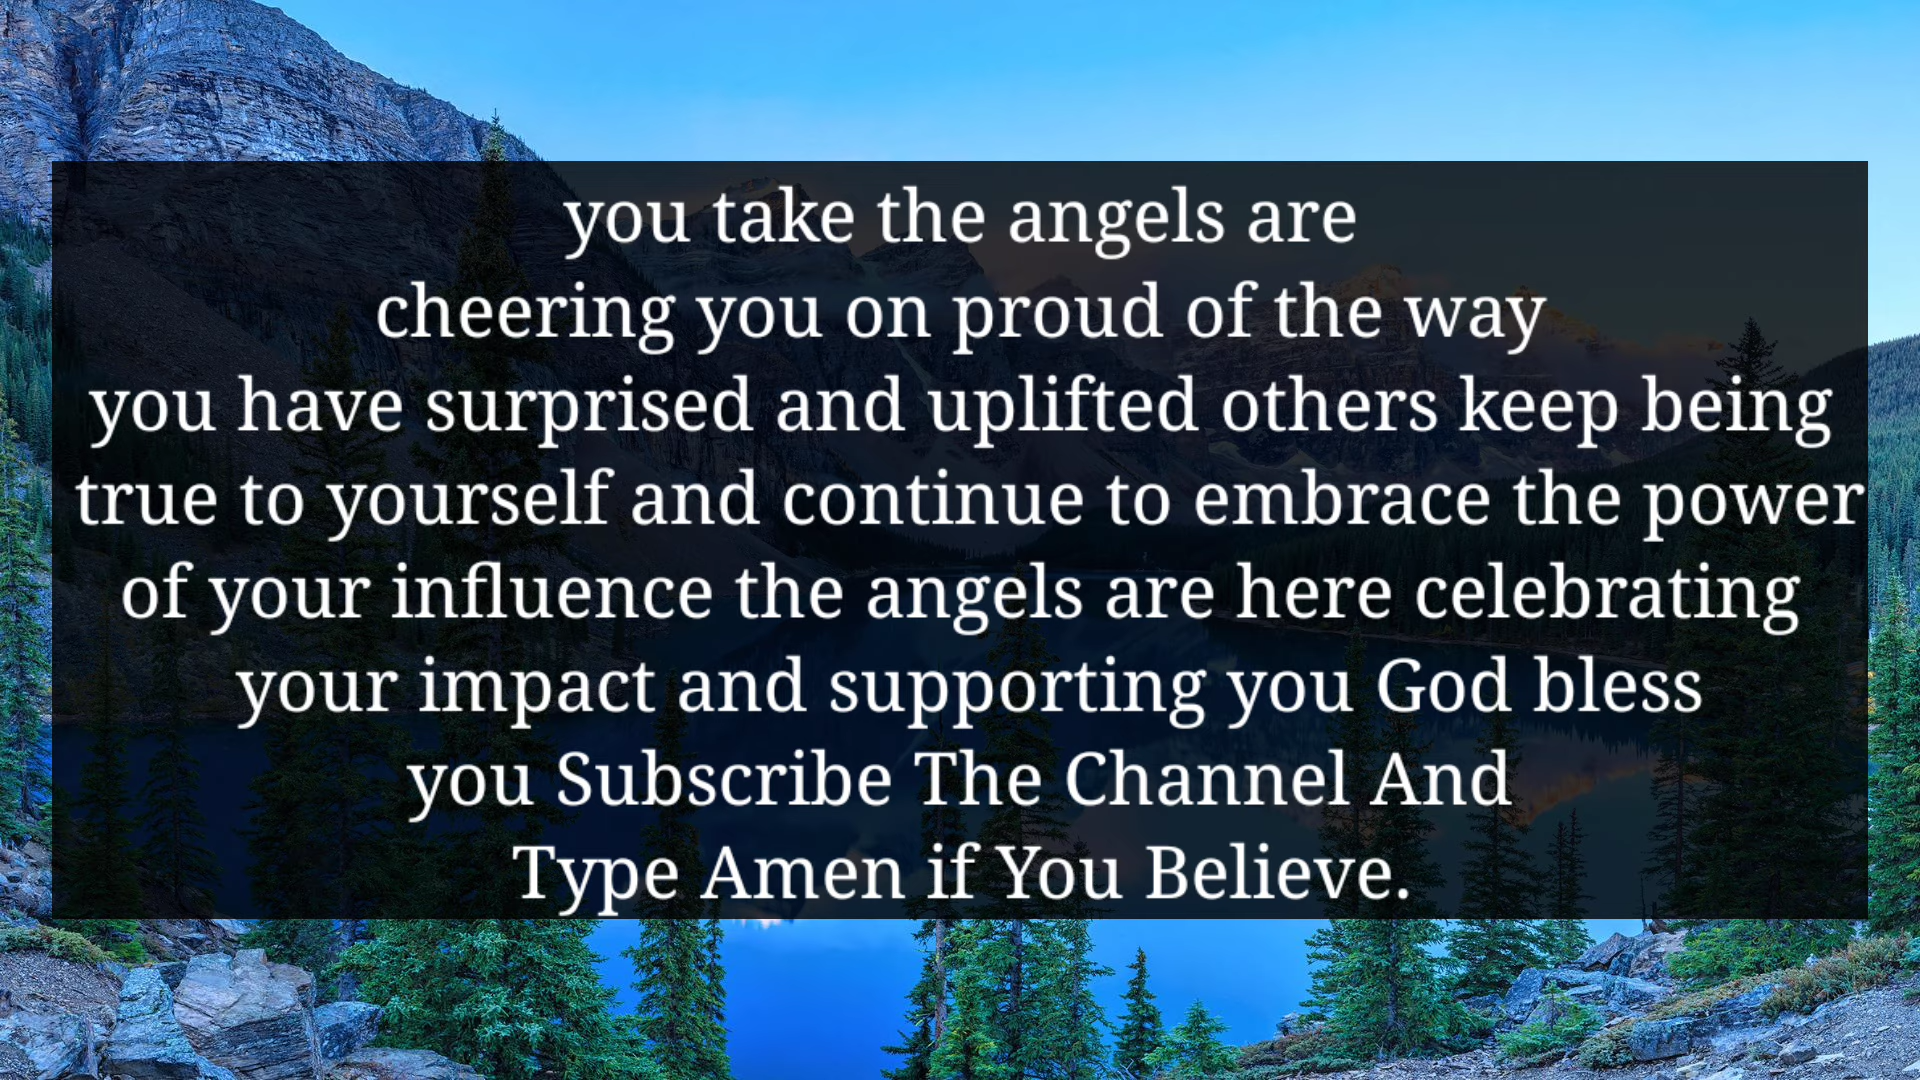 you take the angels are
cheering you on proud of the way
you have surprised and uplifted others keep being
true to yourself and continue to embrace the power
of your influence the angels are here celebrating
your impact and supporting you God bless
you Subscribe The Channel And
Type Amen if You Believe.